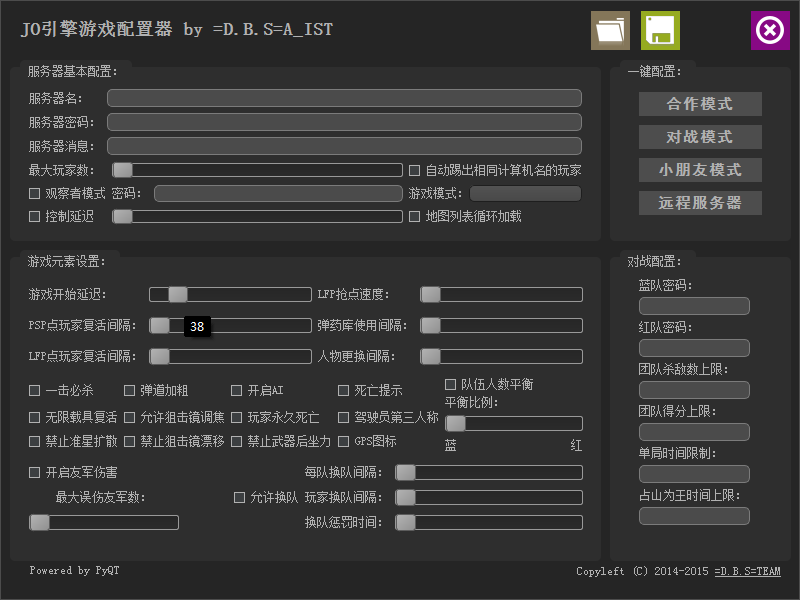 JO引擎游戏配置器 by =D.B.S=A_IST
服务器基本配置:
服务器名:
服务器密码:
服务器消息:
最大玩家数: 自动踢出相同计算机名的玩家
观察者模式 密码: 游戏模式:
控制延迟 地图列表循环加载
一键配置:
合作模式
对战模式
小朋友模式
远程服务器
游戏元素设置:
游戏开始延迟: LFP抢点速度:
PSP点玩家复活间隔: 38 弹药库使用间隔:
LFP点玩家复活间隔: 人物更换间隔:
一击必杀 弹道加粗 开启AI 死亡提示 队伍人数平衡
平衡比例:
无限载具复活 允许狙击镜调焦 玩家永久死亡 驾驶员第三人称
禁止准星扩散 禁止狙击镜漂移 禁止武器后坐力 GPS图标 蓝 红
开启友军伤害 每队换队间隔:
最大误伤友军数: 允许换队 玩家换队间隔:
换队惩罚时间:
对战配置:
蓝队密码:
红队密码:
团队杀敌数上限:
团队得分上限:
单局时间限制:
占山为王时间上限:
Powered by PyQT
Copyleft (C) 2014-2015 =D.B.S=TEAM